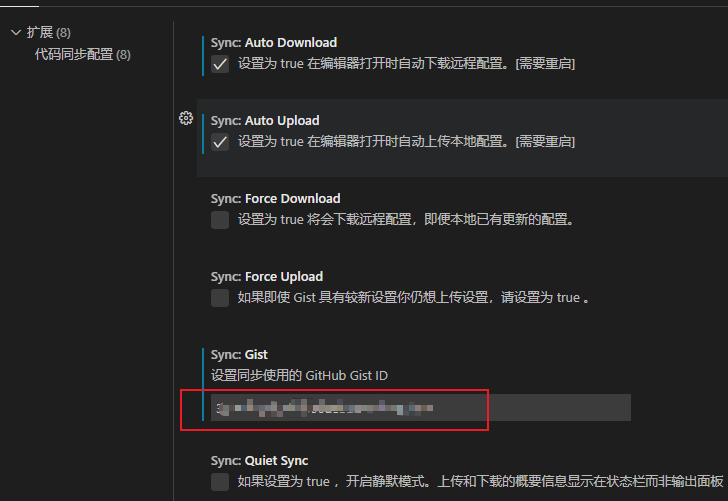 扩展 (8)
代码同步配置 (8)
Sync: Auto Download
设置为 true 在编辑器打开时自动下载远程配置。[需要重启]
Sync: Auto Upload
设置为 true 在编辑器打开时自动上传本地配置。[需要重启]
Sync: Force Download
设置为 true 将会下载远程配置，即便本地已有更新的配置。
Sync: Force Upload
如果即使 Gist 具有较新设置你仍想上传设置，请设置为 true 。
Sync: Gist
设置同步使用的 GitHub Gist ID
Sync: Quiet Sync
如果设置为 true ，开启静默模式。上传和下载的概要信息显示在状态栏而非输出面板